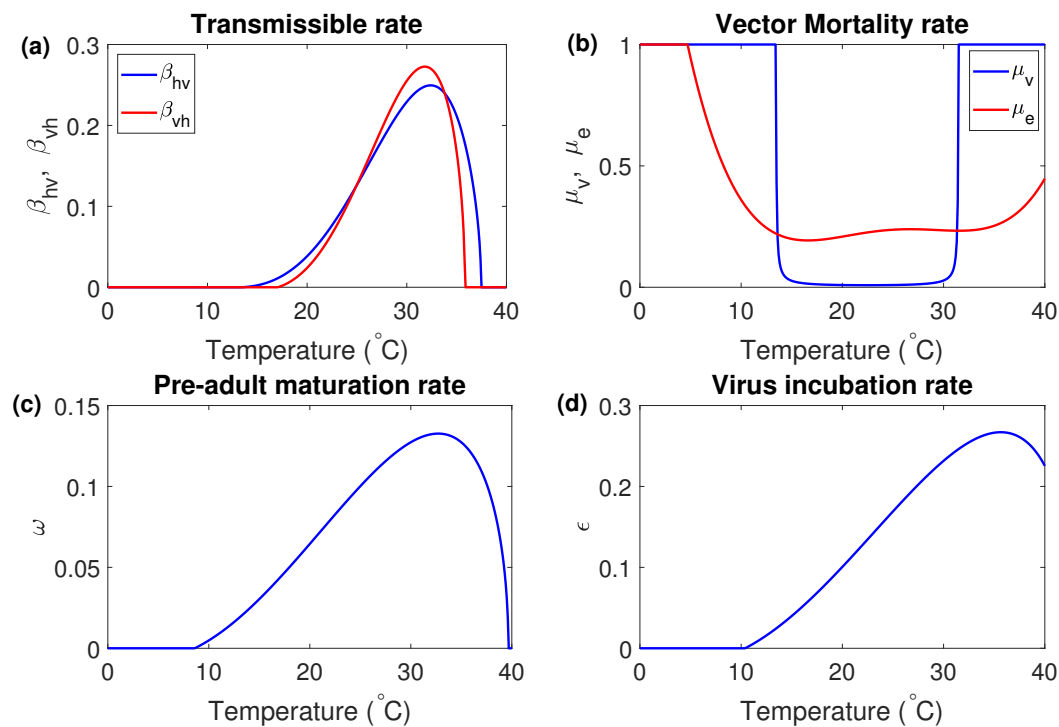 Transmissible rate
(a)
0.3
0.2
0.1
0
β_hv
β_vh
β_hv, β_vh
0 10 20 30 40
Temperature (°C)
Vector Mortality rate
(b)
1
0.5
0
μ_v
μ_e
μ_v, μ_e
0 10 20 30 40
Temperature (°C)
Pre-adult maturation rate
(c)
0.15
0.1
0.05
0
ω
0 10 20 30 40
Temperature (°C)
Virus incubation rate
(d)
0.3
0.2
0.1
0
ϵ
0 10 20 30 40
Temperature (°C)